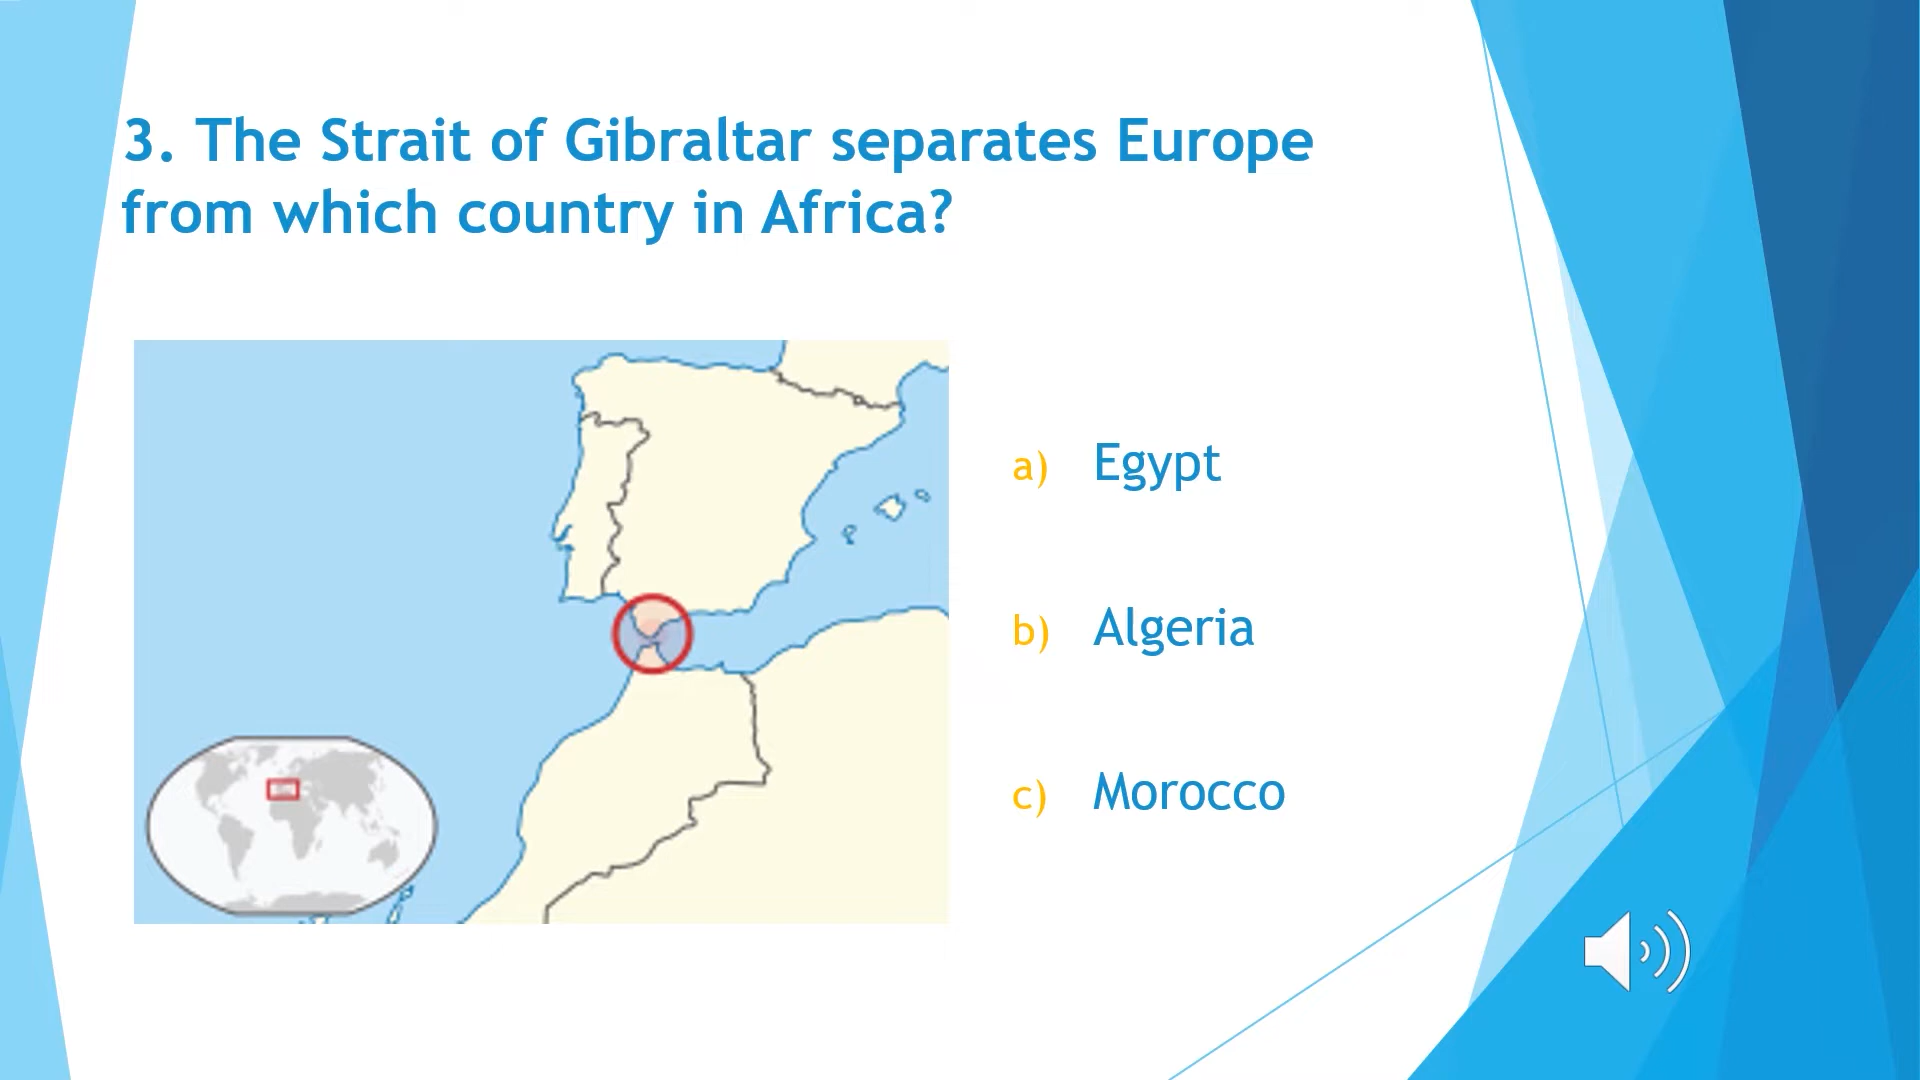 3. The Strait of Gibraltar separates Europe
from which country in Africa?
a) Egypt
b) Algeria
c) Morocco